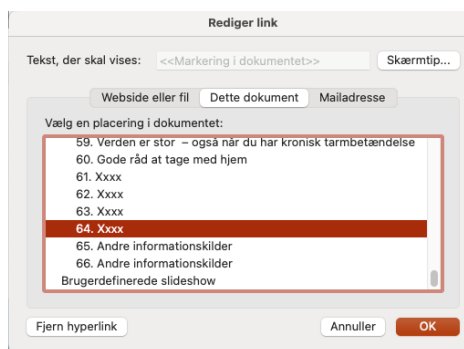 Rediger link
Tekst, der skal vises: <<Markering i dokumentet>> Skærmtip...
Webside eller fil Dette dokument Mailadresse
Vælg en placering i dokumentet:
59. Verden er stor – også når du har kronisk tarmbetændelse
60. Gode råd at tage med hjem
61. Xxxx
62. Xxxx
63. Xxxx
64. Xxxx
65. Andre informationskilder
66. Andre informationskilder
Brugerdefinerede slideshow
Fjern hyperlink Annuller OK